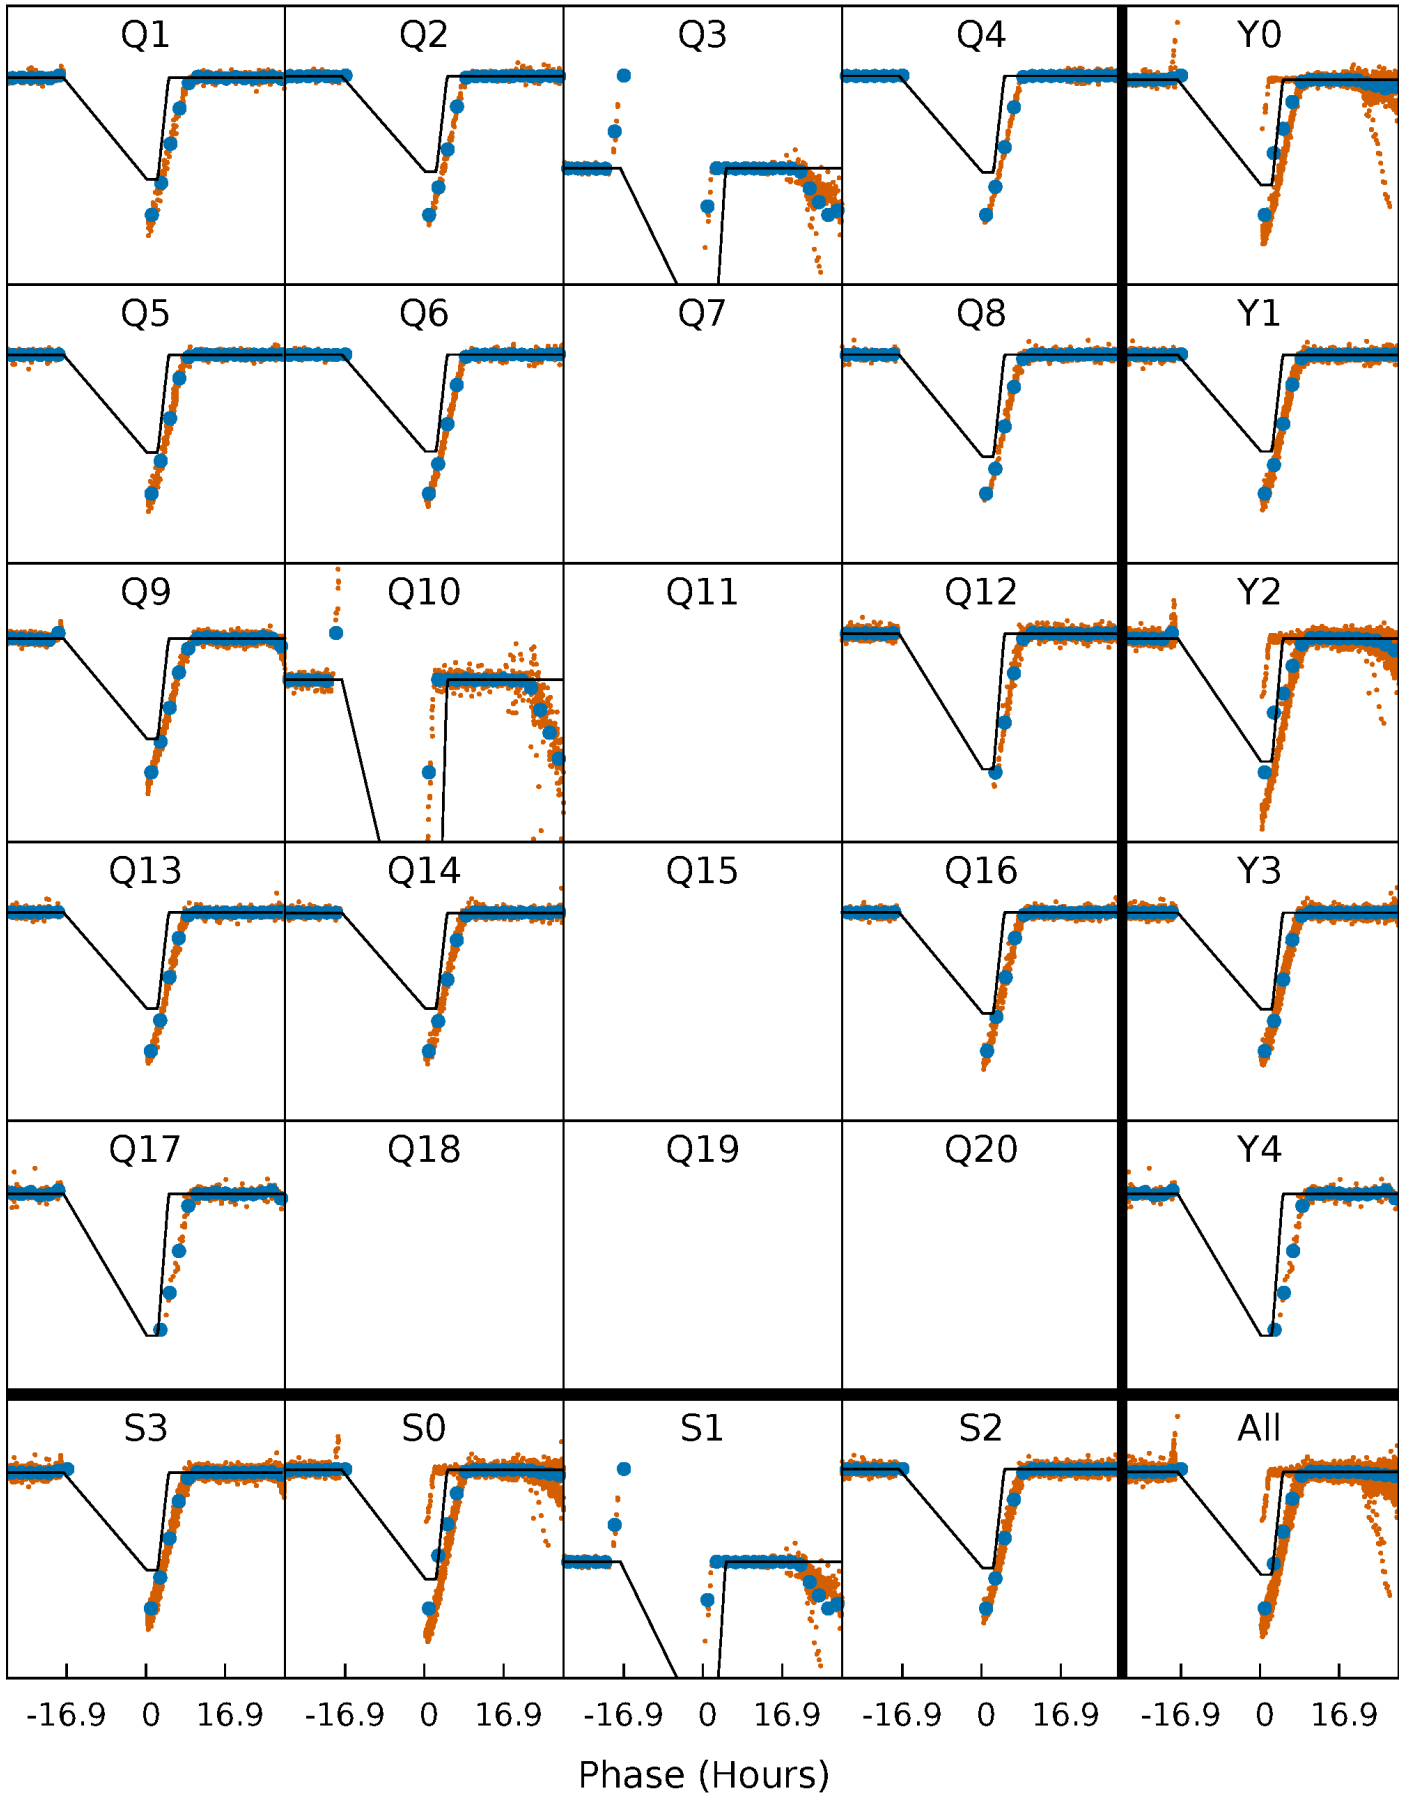 Q1 Q2 Q3 Q4 Y0
Q5 Q6 Q7 Q8 Y1
Q9 Q10 Q11 Q12 Y2
Q13 Q14 Q15 Q16 Y3
Q17 Q18 Q19 Q20 Y4
S3 S0 S1 S2 All
-16.9 0 16.9 -16.9 0 16.9 -16.9 0 16.9 -16.9 0 16.9 -16.9 0 16.9
Phase (Hours)